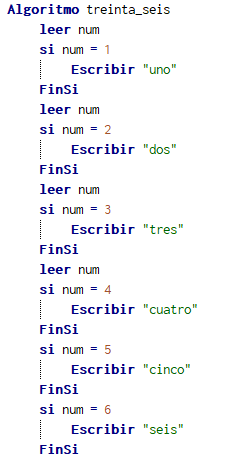 Algoritmo treinta_seis
leer num
si num = 1
Escribir "uno"
FinSi
leer num
si num = 2
Escribir "dos"
FinSi
leer num
si num = 3
Escribir "tres"
FinSi
leer num
si num = 4
Escribir "cuatro"
FinSi
si num = 5
Escribir "cinco"
FinSi
si num = 6
Escribir "seis"
FinSi